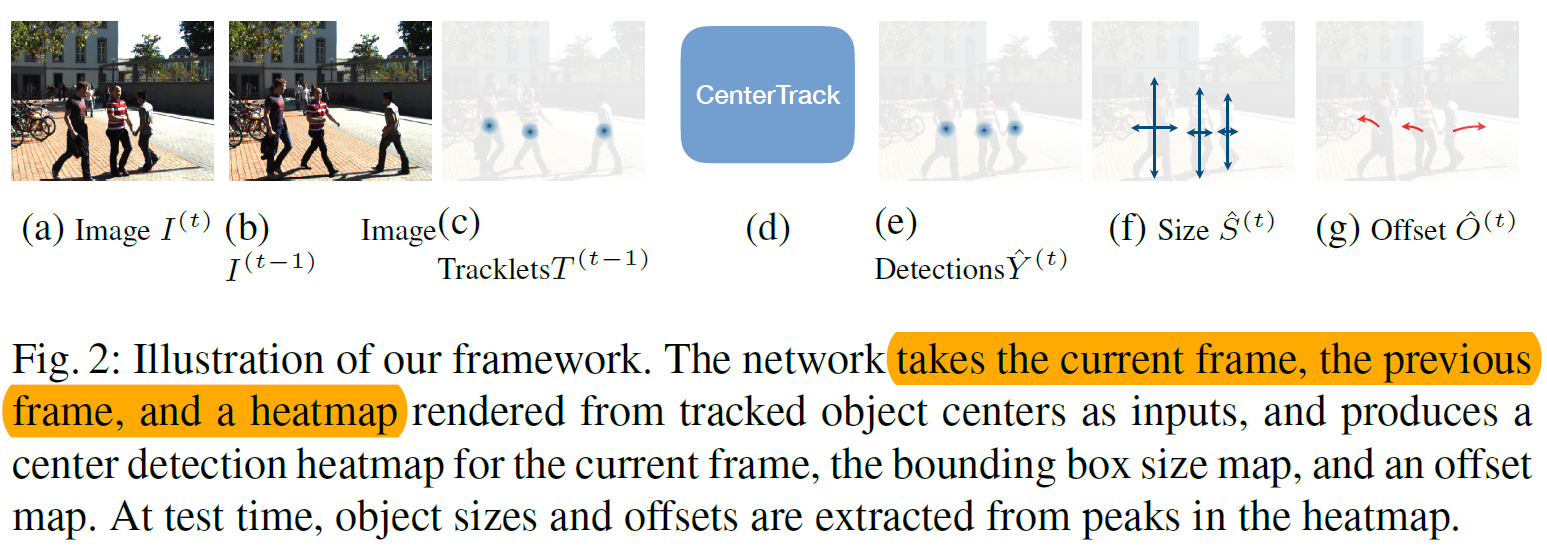 CenterTrack
(a) Image I^(t) (b) Image (c) (d) (e) (f) Size Ŝ^(t) (g) Offset Ô^(t)
I^(t−1) TrackletsT^(t−1) DetectionsŶ^(t)
Fig. 2: Illustration of our framework. The network takes the current frame, the previous
frame, and a heatmap rendered from tracked object centers as inputs, and produces a
center detection heatmap for the current frame, the bounding box size map, and an offset
map. At test time, object sizes and offsets are extracted from peaks in the heatmap.